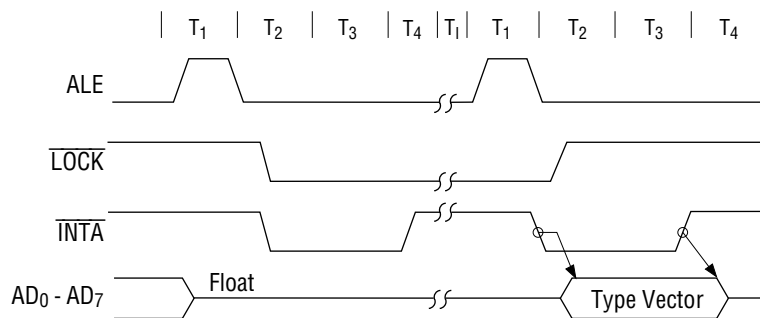 T1 T2 T3 T4 TI T1 T2 T3 T4
ALE
LOCK
INTA
Float
AD0 - AD7
Type Vector